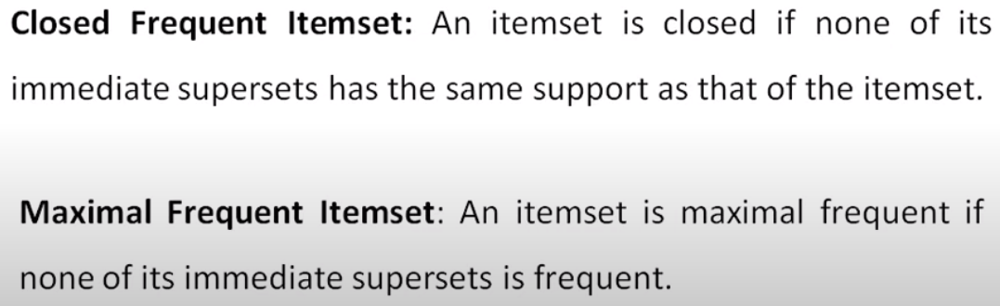 Closed Frequent Itemset: An itemset is closed if none of its
immediate supersets has the same support as that of the itemset.
Maximal Frequent Itemset: An itemset is maximal frequent if
none of its immediate supersets is frequent.